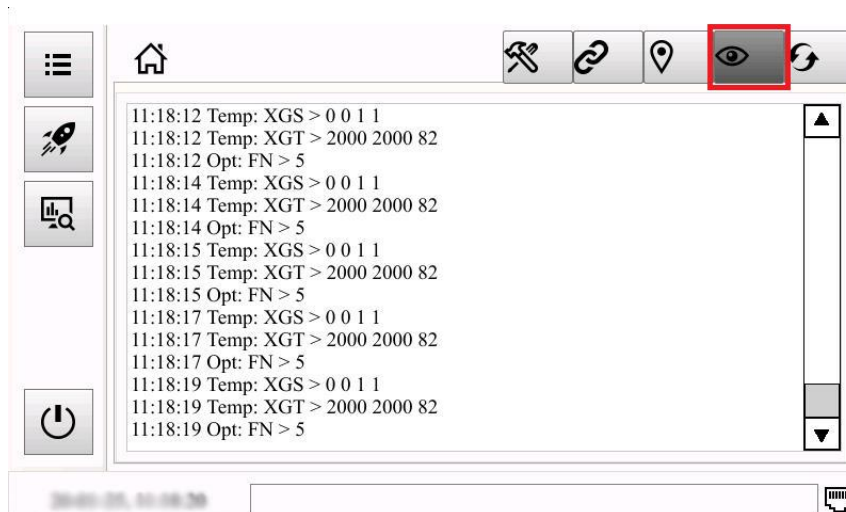 11:18:12 Temp: XGS > 0 0 1 1
11:18:12 Temp: XGT > 2000 2000 82
11:18:12 Opt: FN > 5
11:18:14 Temp: XGS > 0 0 1 1
11:18:14 Temp: XGT > 2000 2000 82
11:18:14 Opt: FN > 5
11:18:15 Temp: XGS > 0 0 1 1
11:18:15 Temp: XGT > 2000 2000 82
11:18:15 Opt: FN > 5
11:18:17 Temp: XGS > 0 0 1 1
11:18:17 Temp: XGT > 2000 2000 82
11:18:17 Opt: FN > 5
11:18:19 Temp: XGS > 0 0 1 1
11:18:19 Temp: XGT > 2000 2000 82
11:18:19 Opt: FN > 5